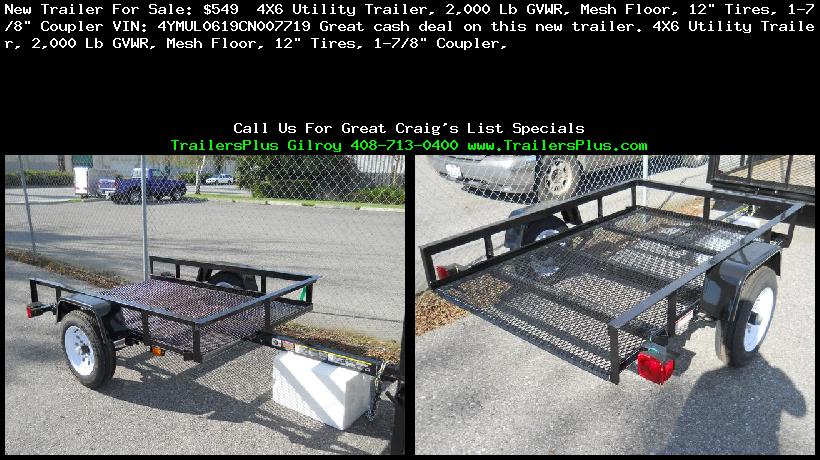 New Trailer For Sale: $549  4X6 Utility Trailer, 2,000 Lb GVWR, Mesh Floor, 12" Tires, 1-7
/8" Coupler VIN: 4YMUL0619CN007719 Great cash deal on this new trailer. 4X6 Utility Traile
r, 2,000 Lb GVWR, Mesh Floor, 12" Tires, 1-7/8" Coupler,
Call Us For Great Craig's List Specials
TrailersPlus Gilroy 408-713-0400 www.TrailersPlus.com